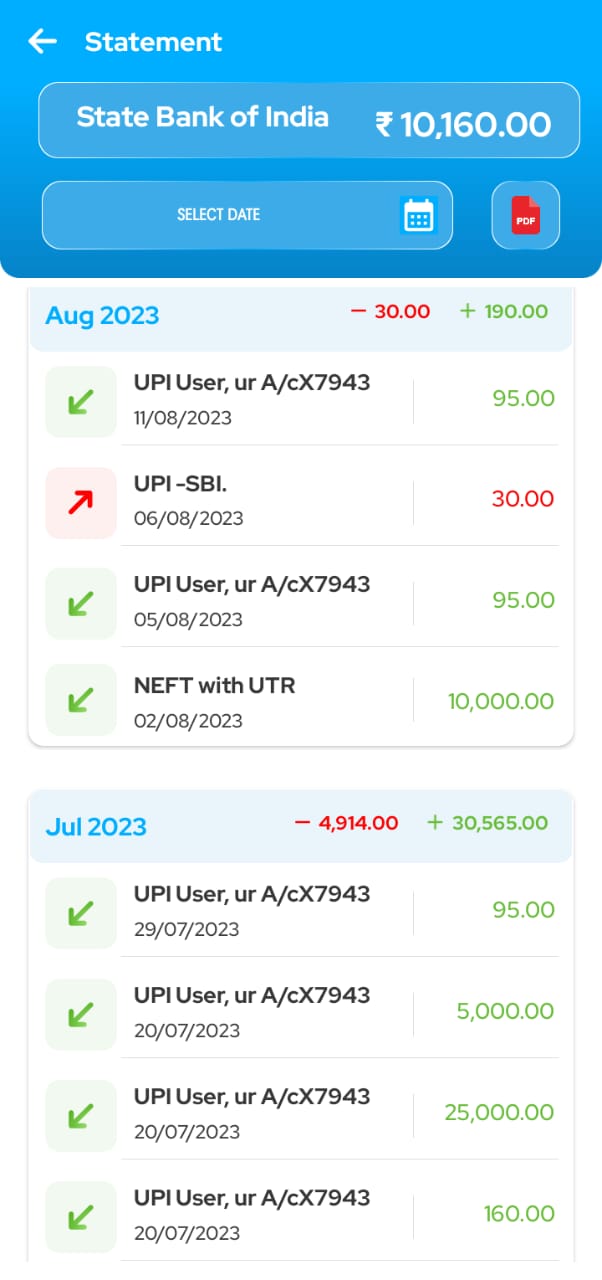 Statement
State Bank of India ₹ 10,160.00
SELECT DATE PDF
Aug 2023 − 30.00 + 190.00
UPI User, ur A/cX7943 95.00
11/08/2023
UPI -SBI. 30.00
06/08/2023
UPI User, ur A/cX7943 95.00
05/08/2023
NEFT with UTR 10,000.00
02/08/2023
Jul 2023 − 4,914.00 + 30,565.00
UPI User, ur A/cX7943 95.00
29/07/2023
UPI User, ur A/cX7943 5,000.00
20/07/2023
UPI User, ur A/cX7943 25,000.00
20/07/2023
UPI User, ur A/cX7943 160.00
20/07/2023